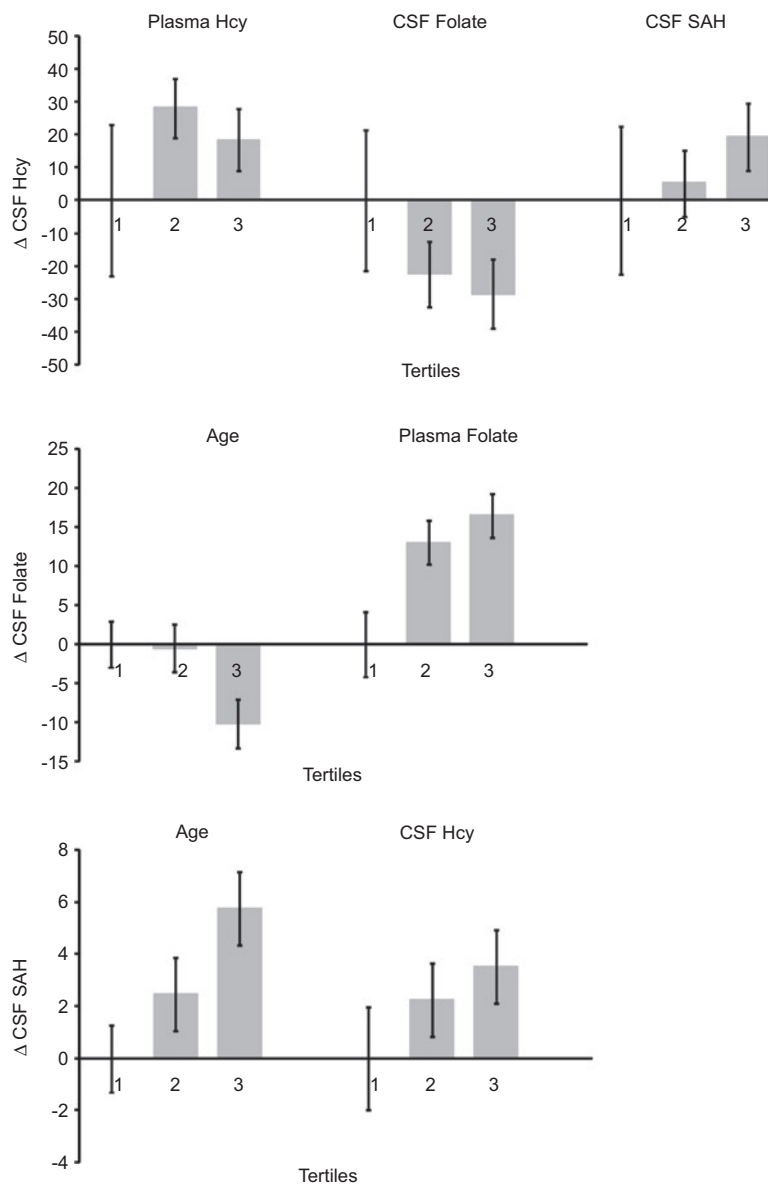 Plasma Hcy CSF Folate CSF SAH
50
40
30
20
10
0
-10
-20
-30
-40
-50
Δ CSF Hcy
1 2 3 1 2 3 1 2 3
Tertiles
Age Plasma Folate
25
20
15
10
5
0
-5
-10
-15
Δ CSF Folate
1 2 3 1 2 3
Tertiles
Age CSF Hcy
8
6
4
2
0
-2
-4
Δ CSF SAH
1 2 3 1 2 3
Tertiles